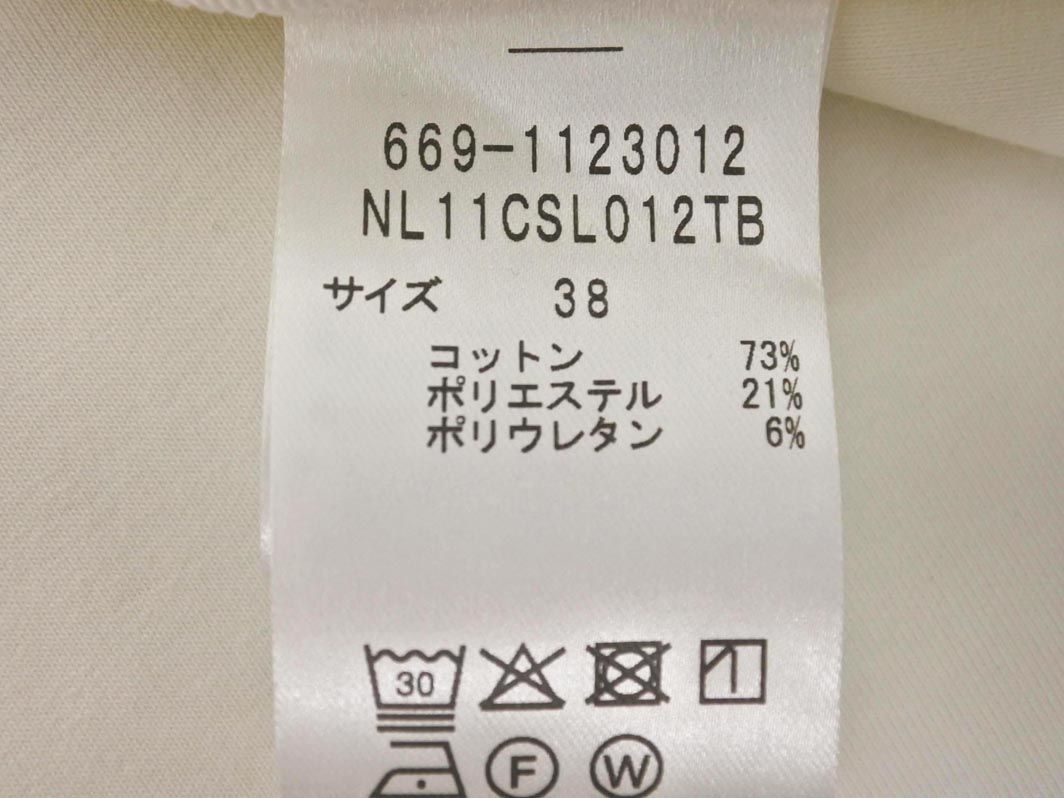 669-1123012
NL11CSL012TB
サイズ 38
コットン 73%
ポリエステル 21%
ポリウレタン 6%
30
F W